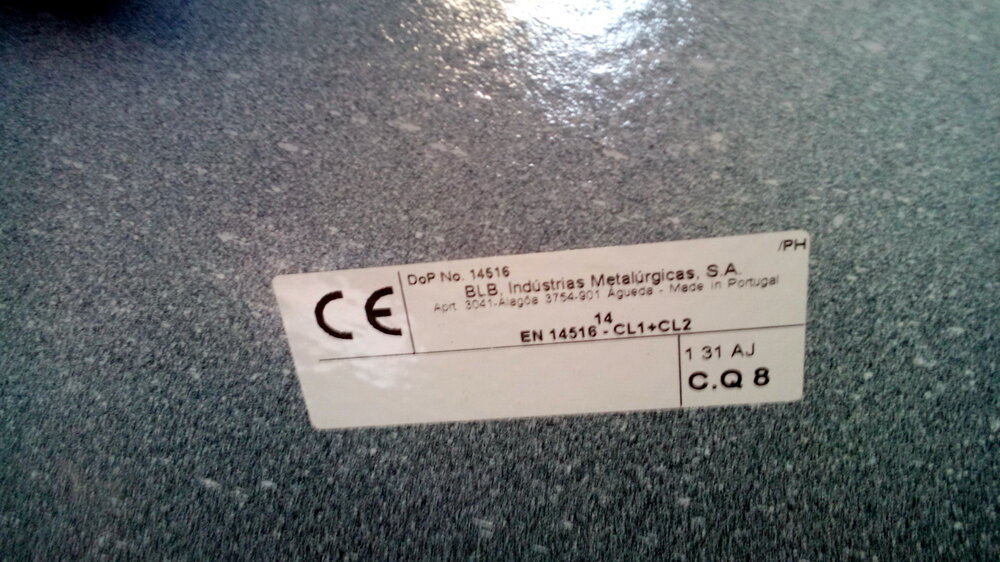 /PH
CE
DoP No. 14516
BLB, Indústrias Metalúrgicas, S.A.
Aprt. 3041-Alagôa 3754-901 Águeda - Made in Portugal
14
EN 14516 - CL1+CL2
1 31 AJ
C.Q 8